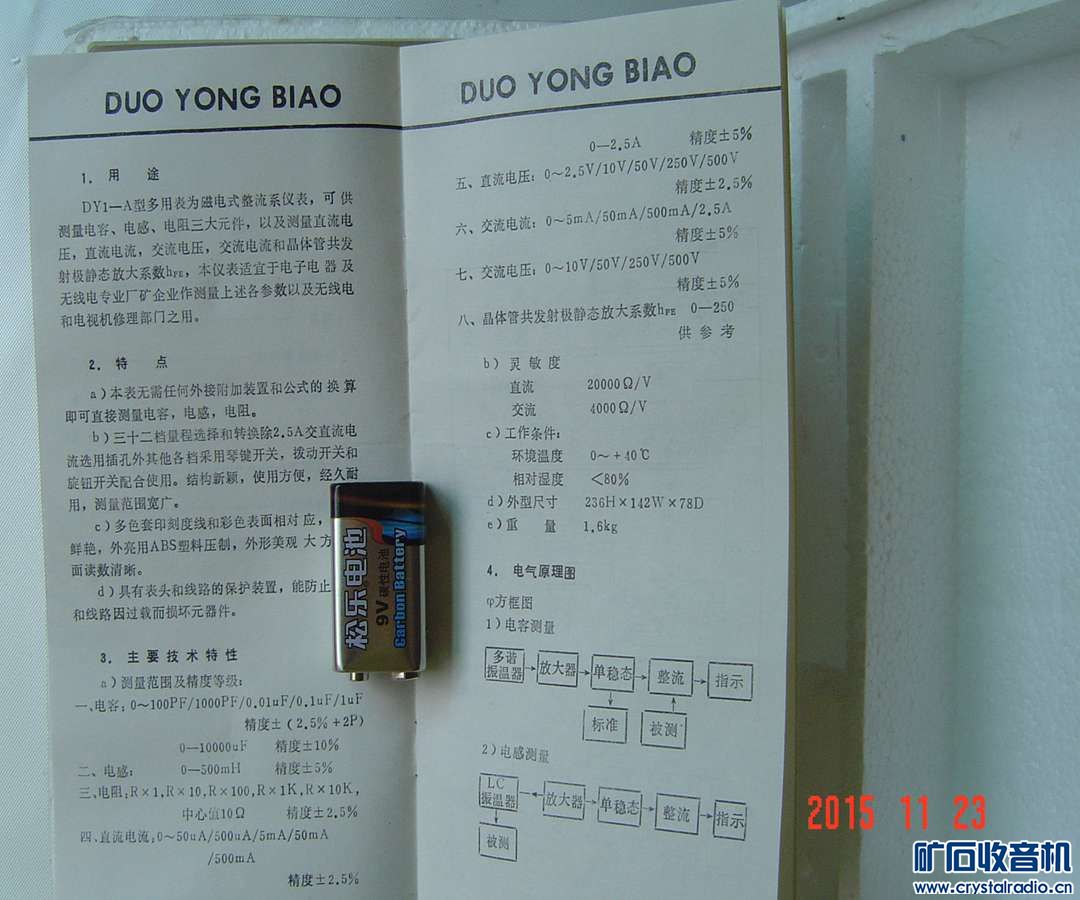 DUO YONG BIAO
1. 用 途
DY1—A型多用表为磁电式整流系仪表，可供
测量电容、电感、电阻三大元件，以及测量直流电
压，直流电流，交流电压，交流电流和晶体管共发
射极静态放大系数hFE，本仪表适宜于电子电器及
无线电专业厂矿企业作测量上述各参数以及无线电
和电视机修理部门之用。
2. 特 点
a）本表无需任何外接附加装置和公式的换算
即可直接测量电容，电感，电阻。
b）三十二档量程选择和转换除2.5A交直流电
流选用插孔外其他各档采用琴键开关，拨动开关和
旋钮开关配合使用。结构新颖，使用方便，经久耐
用，测量范围宽广。
c）多色套印刻度线和彩色表面相对应，
鲜艳，外亮用ABS塑料压制，外形美观大方
面读数清晰。
d）具有表头和线路的保护装置，能防止
和线路因过载而损坏元器件。
3. 主要技术特性
a）测量范围及精度等级：
一、电容：0～100PF/1000PF/0.01uF/0.1uF/1uF
精度±(2.5%+2P)
0—10000uF 精度±10%
二、电感： 0—500mH 精度±5%
三、电阻：R×1，R×10，R×100，R×1K，R×10K，
中心值10Ω 精度±2.5%
四、直流电流：0～50uA/500uA/5mA/50mA
/500mA
精度±2.5%
DUO YONG BIAO
0—2.5A 精度±5%
五、直流电压：0～2.5V/10V/50V/250V/500V
精度±2.5%
六、交流电流：0～5mA/50mA/500mA/2.5A
精度±5%
七、交流电压：0～10V/50V/250V/500V
精度±5%
八、晶体管共发射极静态放大系数hFE 0—250
供参考
b）灵敏度
直流 20000Ω/V
交流 4000Ω/V
c）工作条件：
环境温度 0～+40℃
相对湿度 <80%
d）外型尺寸 236H×142W×78D
e）重 量 1.6kg
4. 电气原理图
φ方框图
1）电容测量
多谐振温器 放大器 单稳态 整流 指示
标准 被测
2）电感测量
LC振温器 放大器 单稳态 整流 指示
被测
松乐电池
9V 碳性电池
Carbon Battery
2015 11 23
矿石收音机
www.crystalradio.cn